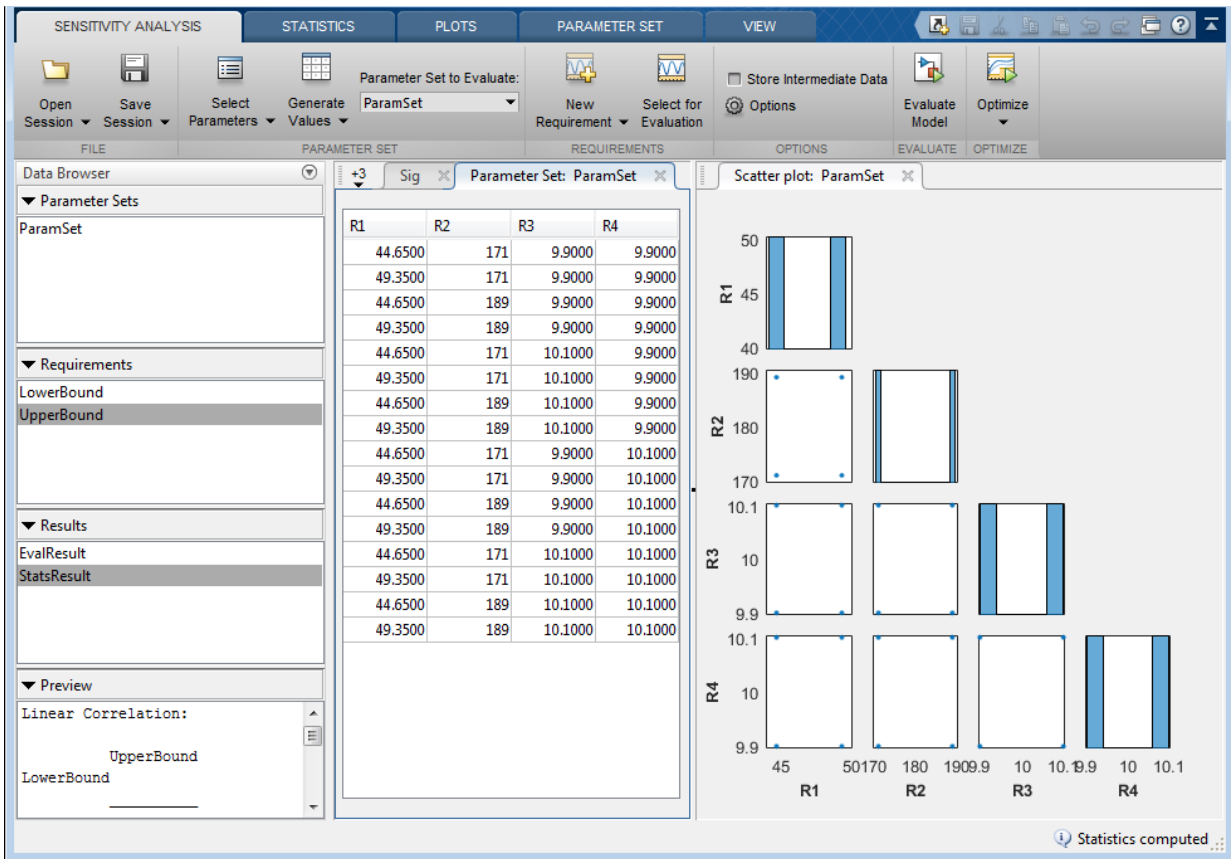 SENSITIVITY ANALYSIS STATISTICS PLOTS PARAMETER SET VIEW
Open Session Save Session Select Parameters Generate Values Parameter Set to Evaluate: ParamSet New Requirement Select for Evaluation Store Intermediate Data Options Evaluate Model Optimize
FILE PARAMETER SET REQUIREMENTS OPTIONS EVALUATE OPTIMIZE
Data Browser
Parameter Sets
ParamSet
Requirements
LowerBound
UpperBound
Results
EvalResult
StatsResult
Preview
Linear Correlation:
UpperBound
LowerBound
+3 Sig Parameter Set: ParamSet
R1 R2 R3 R4
44.6500 171 9.9000 9.9000
49.3500 171 9.9000 9.9000
44.6500 189 9.9000 9.9000
49.3500 189 9.9000 9.9000
44.6500 171 10.1000 9.9000
49.3500 171 10.1000 9.9000
44.6500 189 10.1000 9.9000
49.3500 189 10.1000 9.9000
44.6500 171 9.9000 10.1000
49.3500 171 9.9000 10.1000
44.6500 189 9.9000 10.1000
49.3500 189 9.9000 10.1000
44.6500 171 10.1000 10.1000
49.3500 171 10.1000 10.1000
44.6500 189 10.1000 10.1000
49.3500 189 10.1000 10.1000
Scatter plot: ParamSet
50
R1 45
40
190
R2 180
170
10.1
R3 10
9.9
10.1
R4 10
9.9
45 50 170 180 190 9.9 10 10.1 9.9 10 10.1
R1 R2 R3 R4
Statistics computed